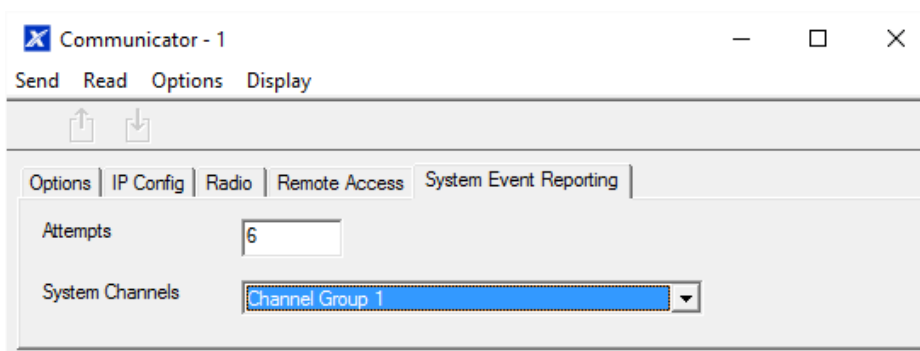 Communicator - 1
Send Read Options Display
Options IP Config Radio Remote Access System Event Reporting
Attempts 6
System Channels Channel Group 1